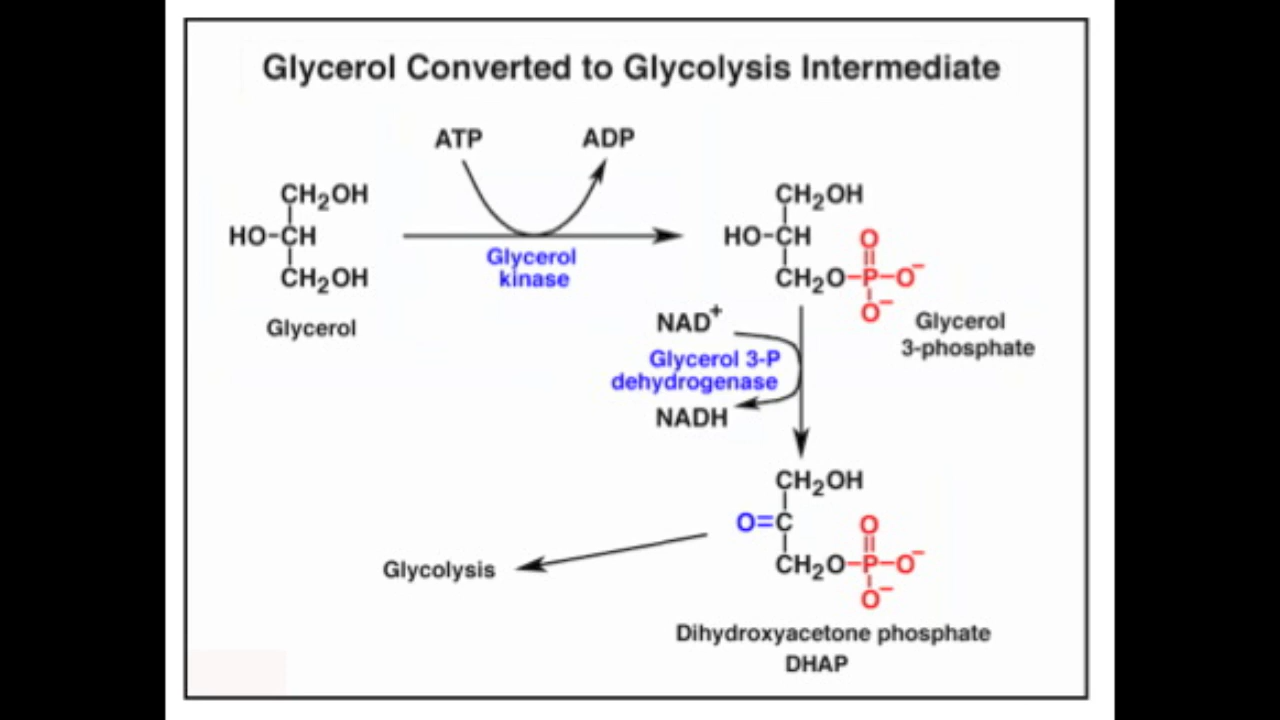 Glycerol Converted to Glycolysis Intermediate
ATP ADP
CH₂OH
HO-CH
CH₂OH
Glycerol
Glycerol
kinase
CH₂OH
HO-CH O
CH₂O-P-O⁻
O⁻
Glycerol
3-phosphate
NAD⁺
Glycerol 3-P
dehydrogenase
NADH
CH₂OH
O=C O
CH₂O-P-O⁻
O⁻
Glycolysis
Dihydroxyacetone phosphate
DHAP